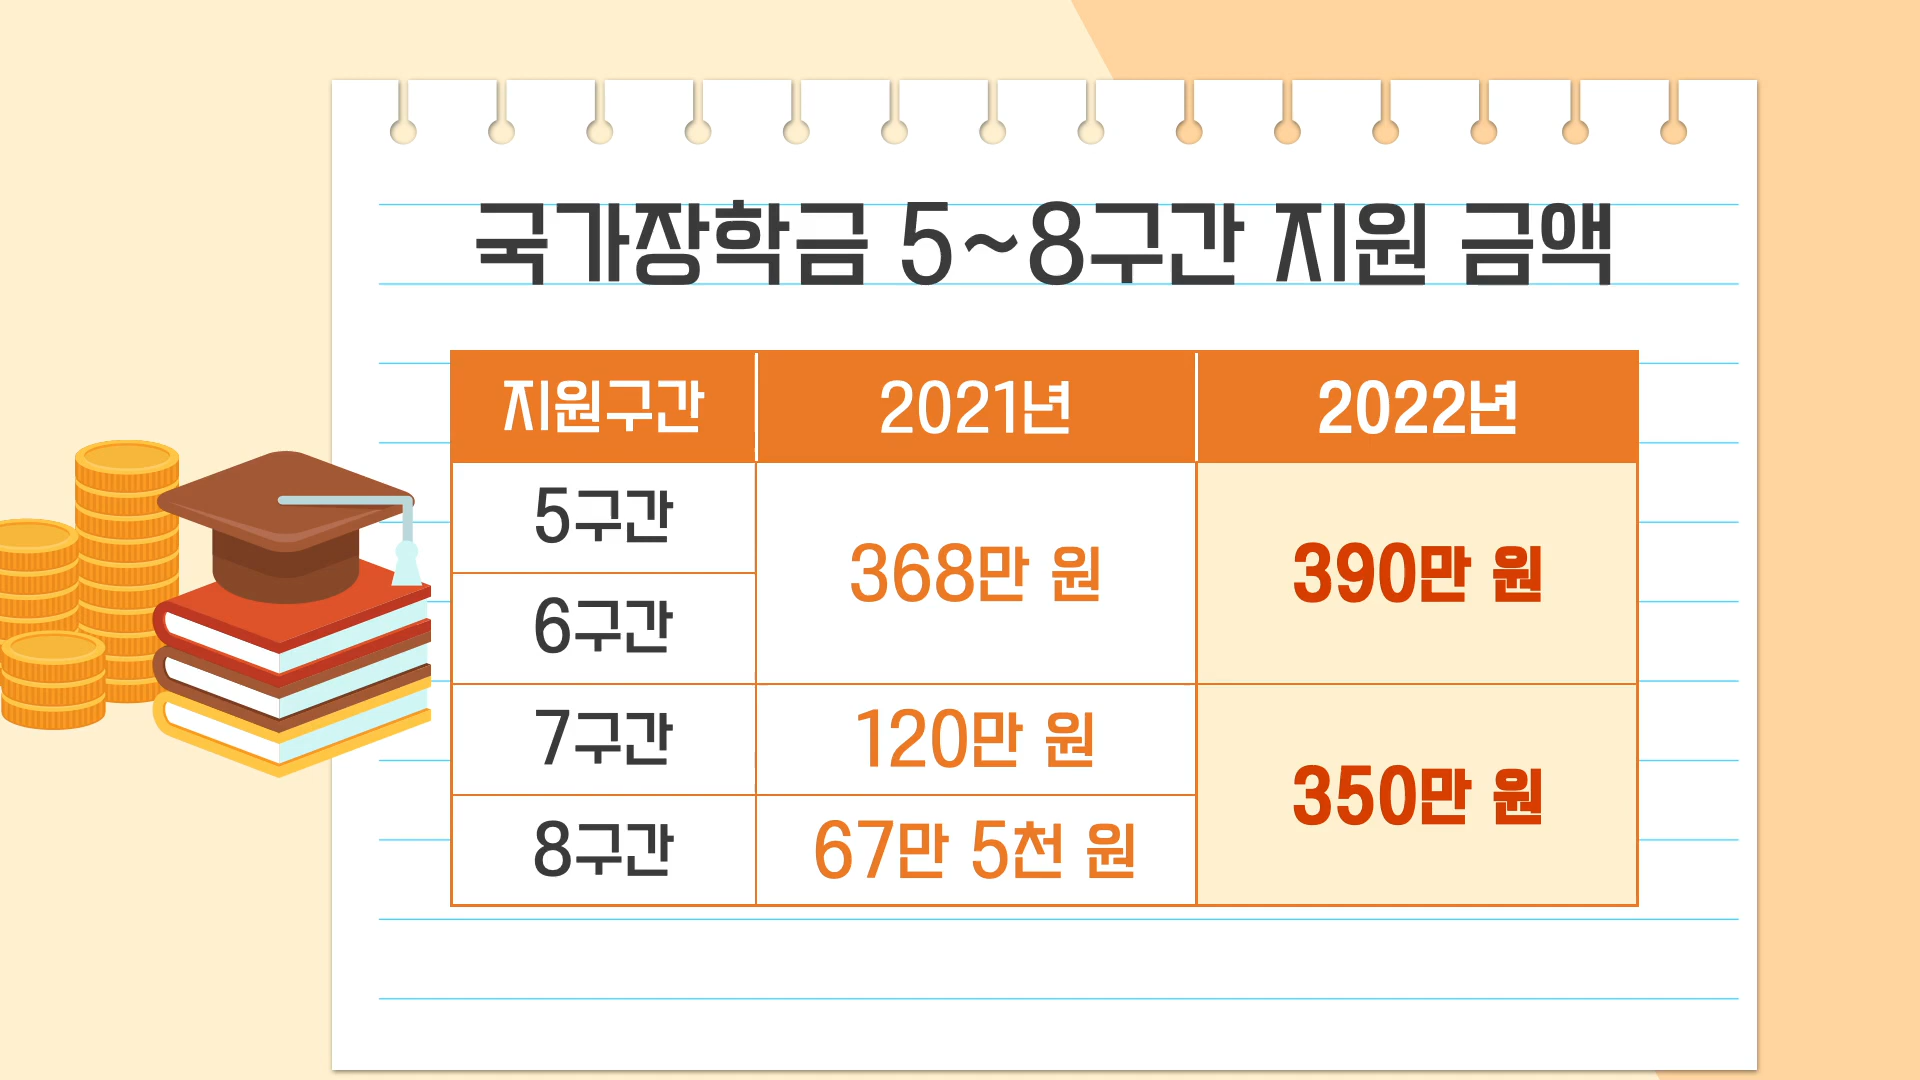 국가장학금 5~8구간 지원 금액
지원구간 2021년 2022년
5구간
368만 원 390만 원
6구간
7구간 120만 원
350만 원
8구간 67만 5천 원